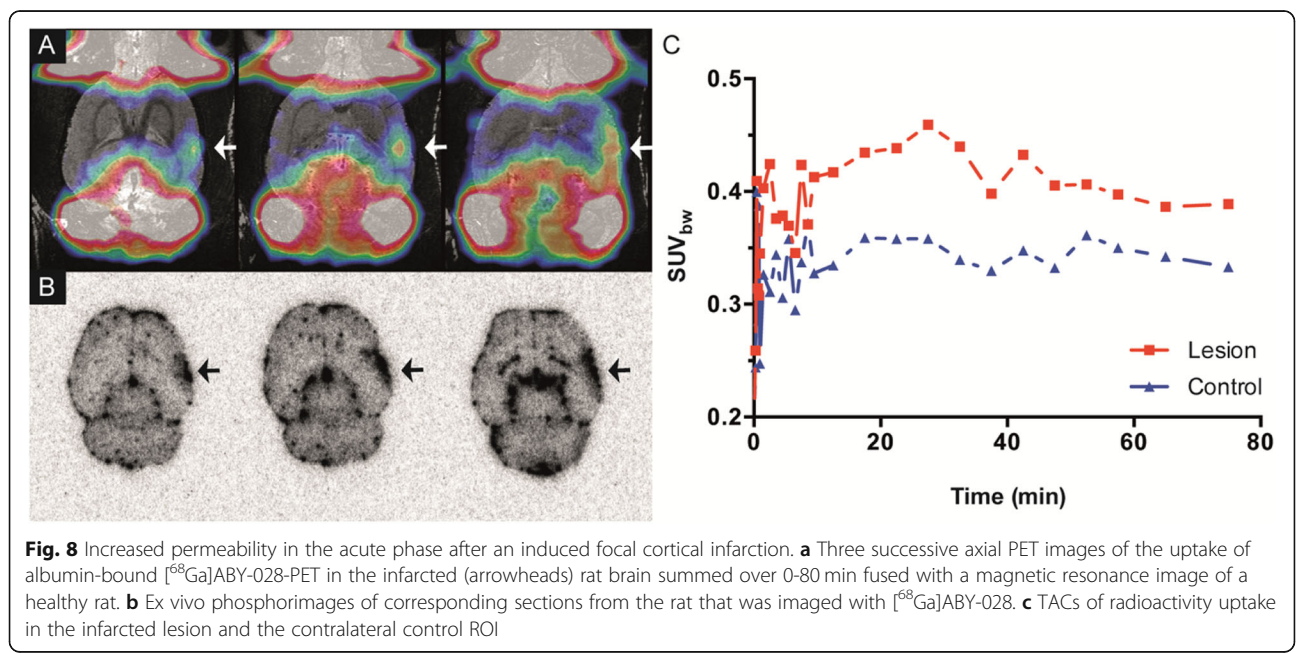 A
B
C
0.5
0.4
0.3
0.2
SUVbw
0
20
40
60
80
Time (min)
Lesion
Control
Fig. 8 Increased permeability in the acute phase after an induced focal cortical infarction. a Three successive axial PET images of the uptake of
albumin-bound [⁶⁸Ga]ABY-028-PET in the infarcted (arrowheads) rat brain summed over 0-80 min fused with a magnetic resonance image of a
healthy rat. b Ex vivo phosphorimages of corresponding sections from the rat that was imaged with [⁶⁸Ga]ABY-028. c TACs of radioactivity uptake
in the infarcted lesion and the contralateral control ROI